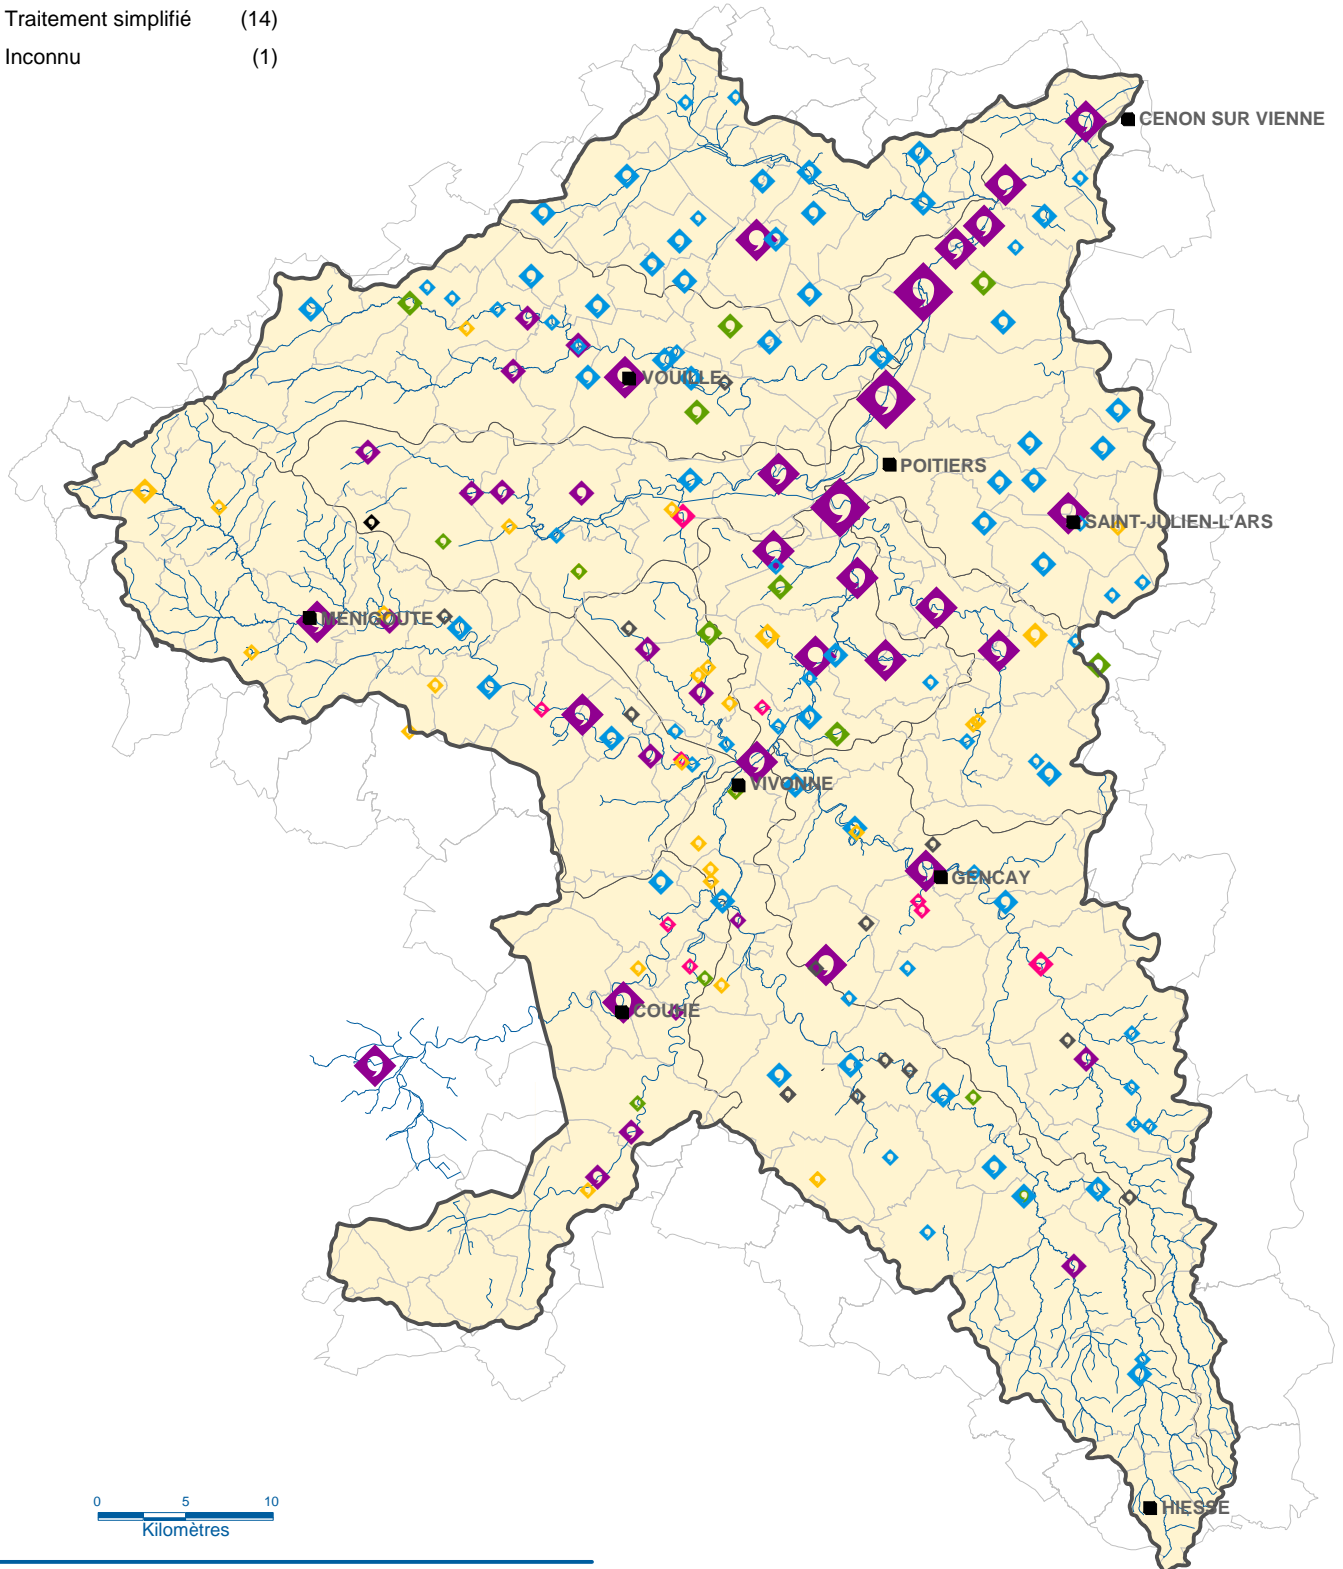 Traitement simplifié (14)
Inconnu (1)
CENON SUR VIENNE
VOUILLE
POITIERS
SAINT-JULIEN-L'ARS
MENIGOUTE
VIVONNE
GENCAY
COUHE
HIESSE
0 5 10
Kilomètres